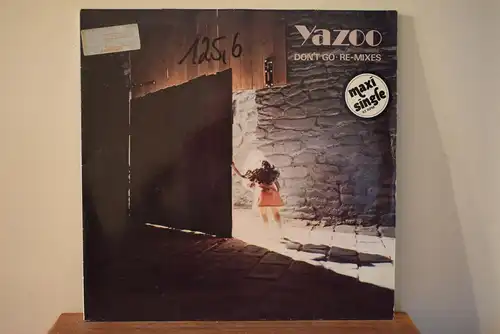 Yazoo
DON'T GO · RE-MIXES
125,6
maxi
single